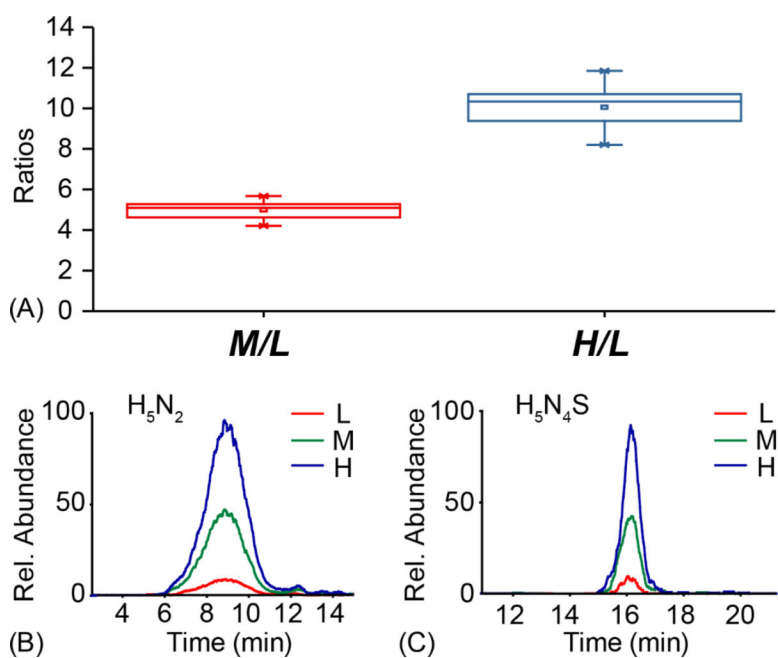 14
12
10
8
6
4
2
0
Ratios
(A)
M/L
H/L
H₅N₂
L
M
H
100
50
0
Rel. Abundance
4 6 8 10 12 14
Time (min)
(B)
H₅N₄S
L
M
H
100
50
0
Rel. Abundance
12 14 16 18 20
Time (min)
(C)